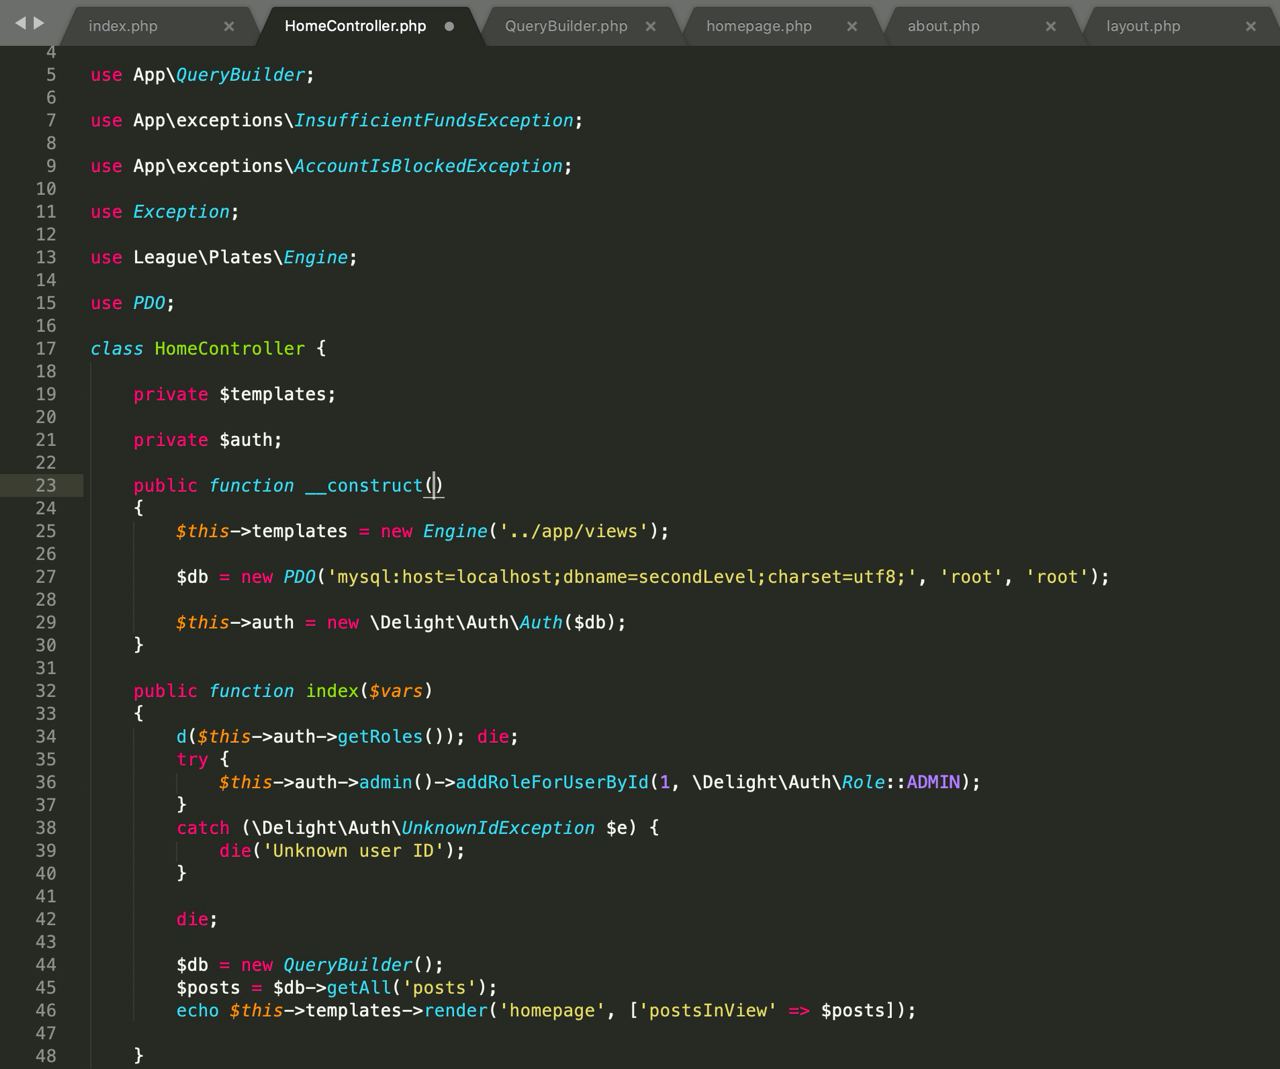 index.php × HomeController.php ● QueryBuilder.php × homepage.php × about.php × layout.php ×
4
5 use App\QueryBuilder;
6
7 use App\exceptions\InsufficientFundsException;
8
9 use App\exceptions\AccountIsBlockedException;
10
11 use Exception;
12
13 use League\Plates\Engine;
14
15 use PDO;
16
17 class HomeController {
18
19     private $templates;
20
21     private $auth;
22
23     public function __construct()
24     {
25         $this->templates = new Engine('../app/views');
26
27         $db = new PDO('mysql:host=localhost;dbname=secondLevel;charset=utf8;', 'root', 'root');
28
29         $this->auth = new \Delight\Auth\Auth($db);
30     }
31
32     public function index($vars)
33     {
34         d($this->auth->getRoles()); die;
35         try {
36             $this->auth->admin()->addRoleForUserById(1, \Delight\Auth\Role::ADMIN);
37         }
38         catch (\Delight\Auth\UnknownIdException $e) {
39             die('Unknown user ID');
40         }
41
42         die;
43
44         $db = new QueryBuilder();
45         $posts = $db->getAll('posts');
46         echo $this->templates->render('homepage', ['postsInView' => $posts]);
47
48     }